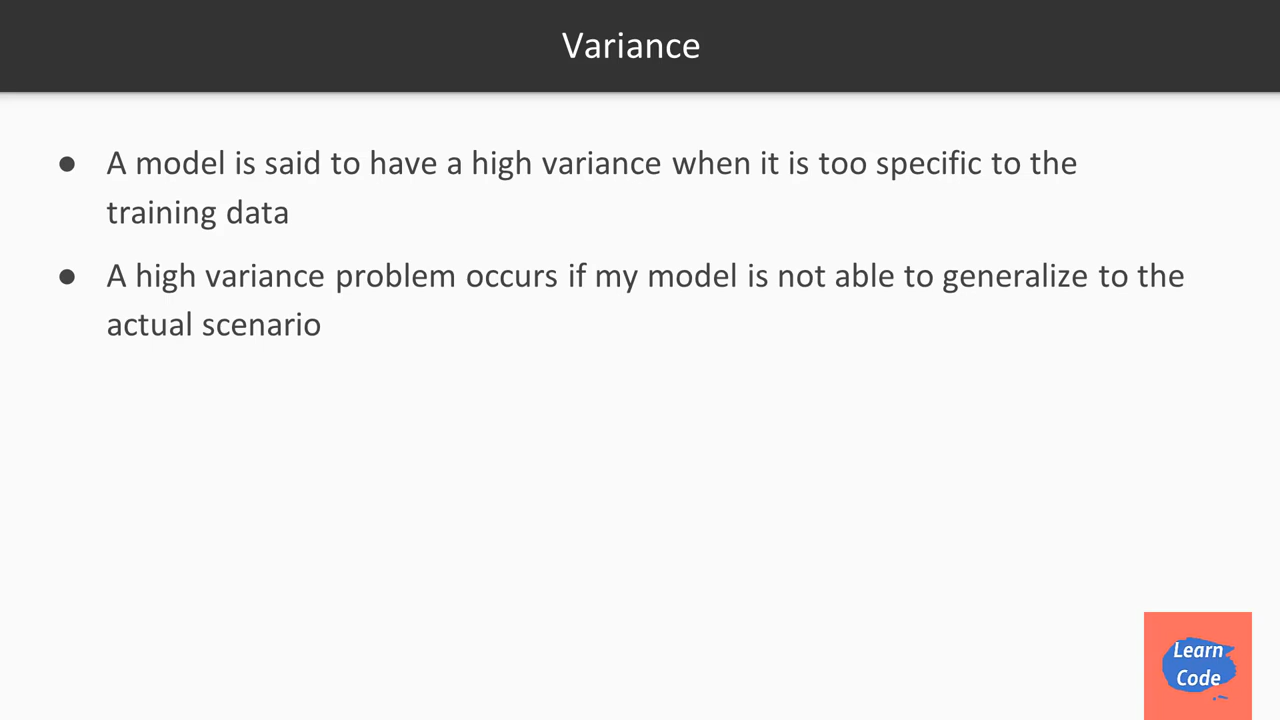 Variance
● A model is said to have a high variance when it is too specific to the
training data
● A high variance problem occurs if my model is not able to generalize to the
actual scenario
Learn
Code